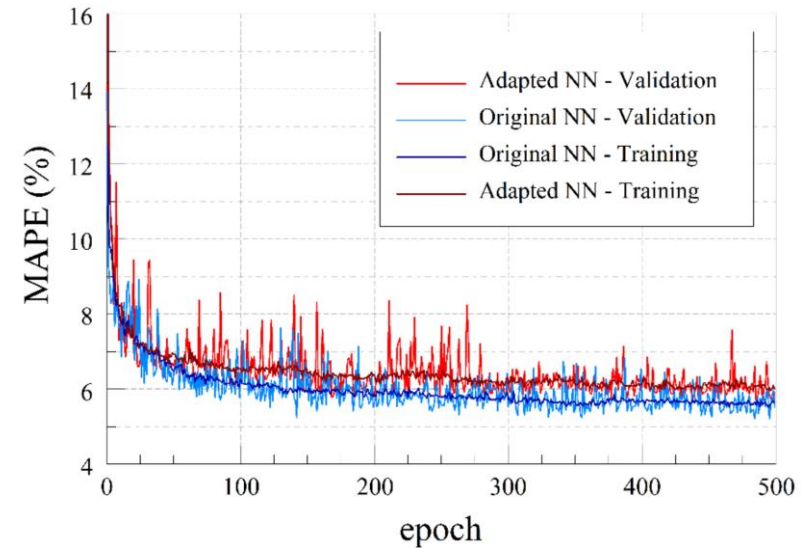 16
14
12
10
8
6
4
MAPE (%)
Adapted NN - Validation
Original NN - Validation
Original NN - Training
Adapted NN - Training
0 100 200 300 400 500
epoch